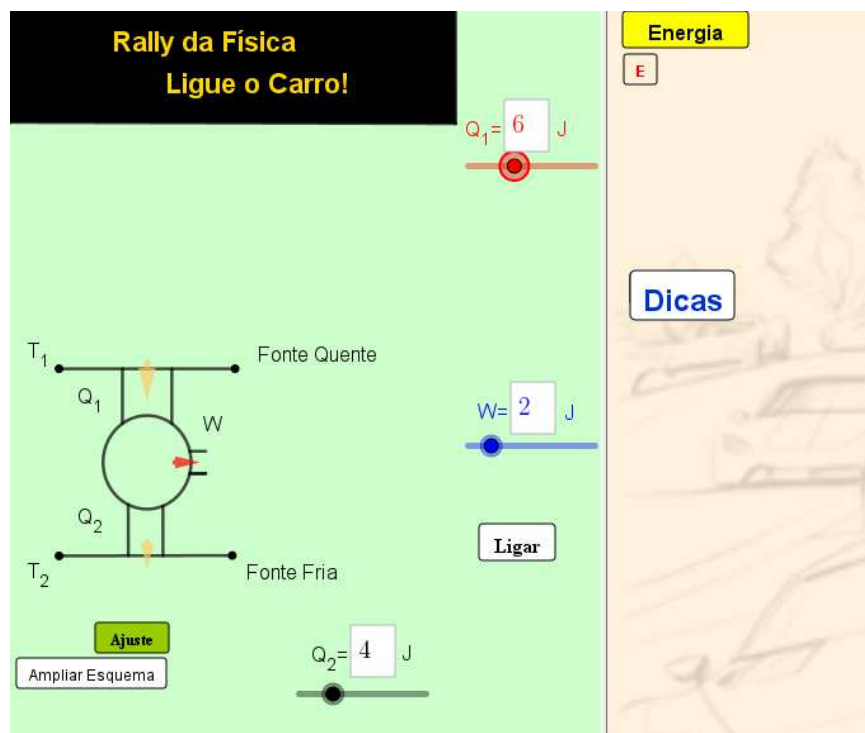 Rally da Física
Ligue o Carro!
Energia
E
Q1= 6 J
Dicas
T1
Fonte Quente
Q1
W
W= 2 J
Q2
Ligar
T2
Fonte Fria
Ajuste
Ampliar Esquema
Q2= 4 J